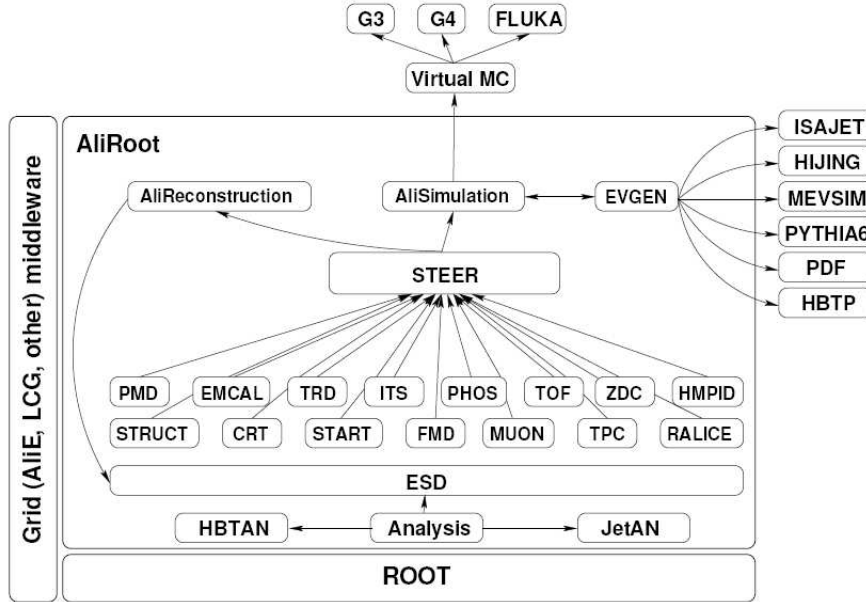 G3
G4
FLUKA
Virtual MC
Grid (AliE, LCG, other) middleware
AliRoot
AliReconstruction
AliSimulation
EVGEN
ISAJET
HIJING
MEVSIM
PYTHIA6
PDF
HBTP
STEER
PMD
EMCAL
TRD
ITS
PHOS
TOF
ZDC
HMPID
STRUCT
CRT
START
FMD
MUON
TPC
RALICE
ESD
HBTAN
Analysis
JetAN
ROOT